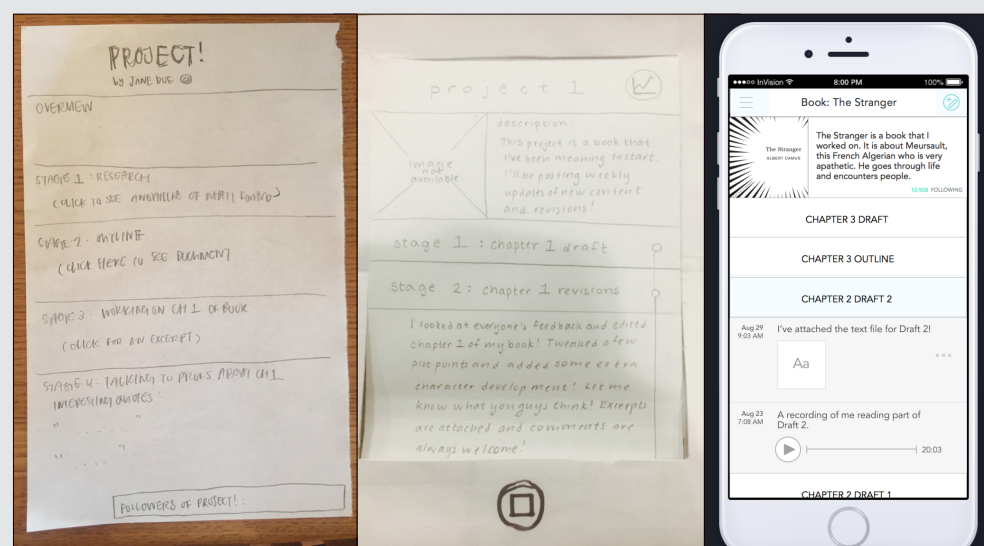 PROJECT!
by JANE DUE
OVERVIEW
STAGE 1 : RESEARCH
(CLICK TO SEE OF WHAT I FOUND)
STAGE 2 - OUTLINE
(CLICK HERE TO SEE DOCUMENT)
STAGE 3 - WORKING ON CH 1 OF BOOK
(CLICK FOR AN EXCERPT)
STAGE 4 - TALKING TO PROFS ABOUT CH 1
INTERESTING QUOTES :
" . . . . . "
" . . . . "
FOLLOWERS OF PROJECT! :
project 1
image
not
available
description:
This project is a book that
I've been meaning to start.
I'll be posting weekly
updates of new content
and revisions!
stage 1 : chapter 1 draft
stage 2: chapter 1 revisions
I looked at everyone's feedback and edited
chapter 1 of my book! Tweaked a few
plot points and added some extra
character development! Let me
know what you guys think! Exerpts
are attached and comments are
always welcome!
InVision
8:00 PM
100%
Book: The Stranger
The Stranger
ALBERT CAMUS
The Stranger is a book that I
worked on. It is about Meursault,
this French Algerian who is very
apathetic. He goes through life
and encounters people.
10,908 FOLLOWING
CHAPTER 3 DRAFT
CHAPTER 3 OUTLINE
CHAPTER 2 DRAFT 2
Aug 29
9:03 AM
I've attached the text file for Draft 2!
Aa
Aug 23
7:08 AM
A recording of me reading part of
Draft 2.
20:03
CHAPTER 2 DRAFT 1